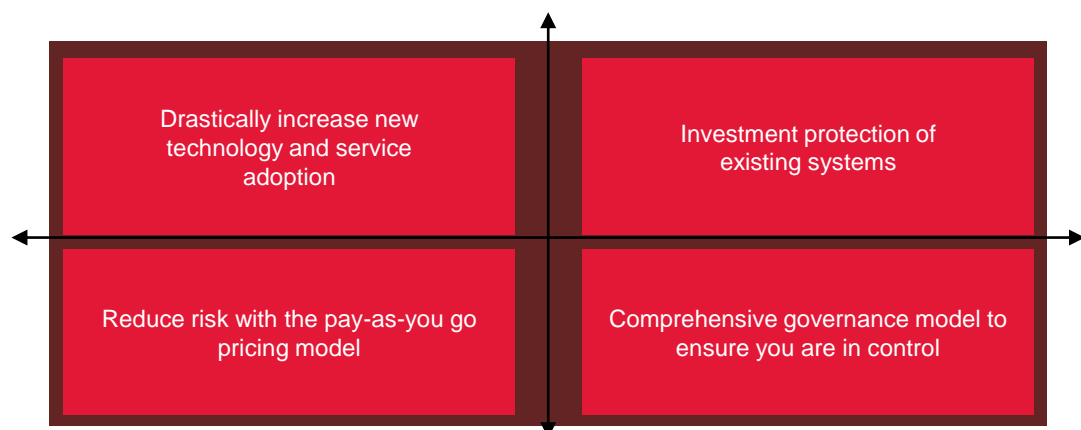 Drastically increase new
technology and service
adoption
Investment protection of
existing systems
Reduce risk with the pay-as-you go
pricing model
Comprehensive governance model to
ensure you are in control